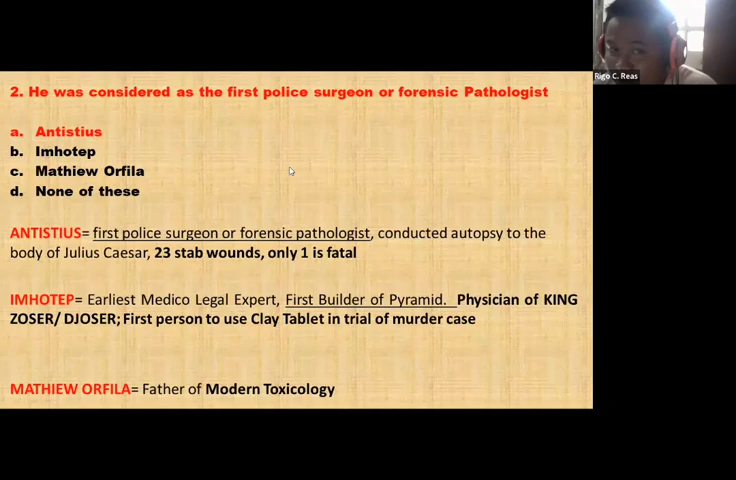 Rigo C. Reas
2. He was considered as the first police surgeon or forensic Pathologist
a. Antistius
b. Imhotep
c. Mathiew Orfila
d. None of these
ANTISTIUS= first police surgeon or forensic pathologist, conducted autopsy to the
body of Julius Caesar, 23 stab wounds, only 1 is fatal
IMHOTEP= Earliest Medico Legal Expert, First Builder of Pyramid. Physician of KING
ZOSER/ DJOSER; First person to use Clay Tablet in trial of murder case
MATHIEW ORFILA= Father of Modern Toxicology